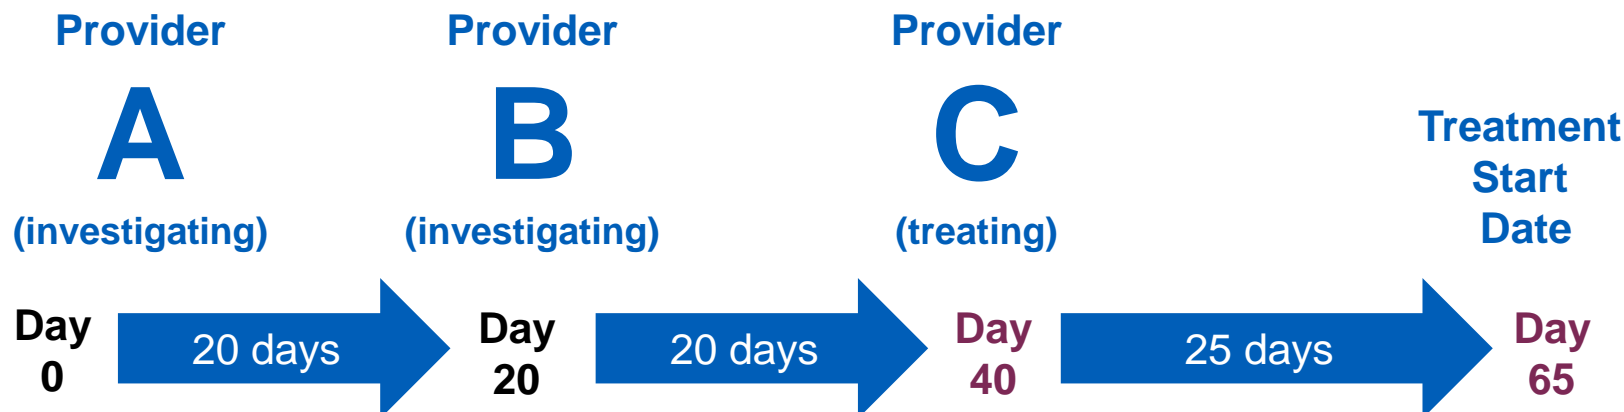 Provider
A
(investigating)
Provider
B
(investigating)
Provider
C
(treating)
Treatment
Start
Date
Day
0
20 days
Day
20
20 days
Day
40
25 days
Day
65